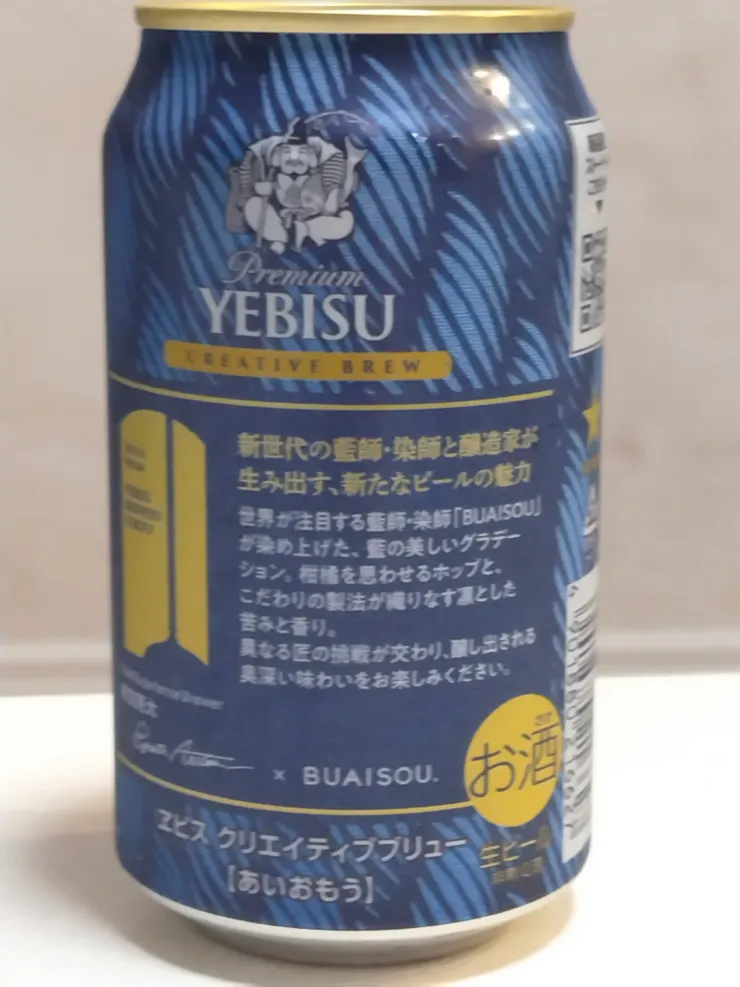 Premium
YEBISU
CREATIVE BREW
新世代の藍師・染師と醸造家が
生み出す、新たなビールの魅力
世界が注目する藍師・染師「BUAISOU」
が染め上げた、藍の美しいグラデー
ション。柑橘を思わせるホップと、
こだわりの製法が織りなす凛とした
苦みと香り。
異なる匠の挑戦が交わり、醸し出される
奥深い味わいをお楽しみください。
× BUAISOU.
お酒
ヱビス クリエイティブブリュー
【あいおもう】
生ビール